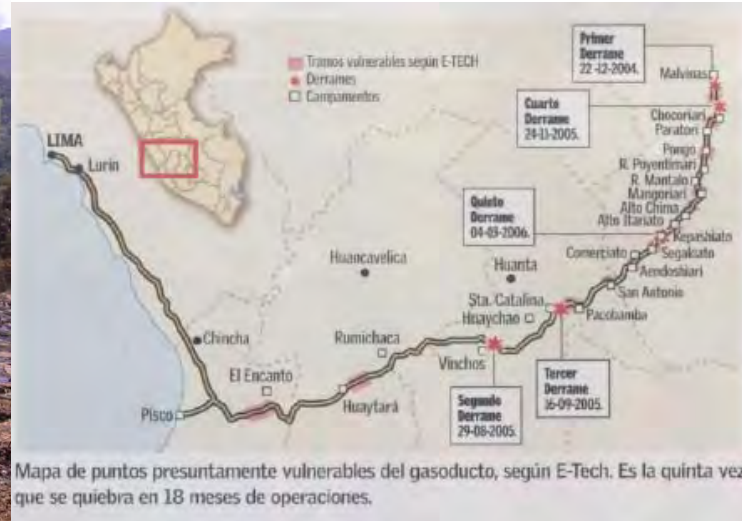 Tramos vulnerables según E-TECH
Derrames
Campamentos
Primer
Derrame
22 -12-2004.
Malvinas
Cuarto
Derrame
24-11-2005.
Chocoriari
Paratori
Pongo
R. Poyentimari
R. Mantalo
Mangoriari
Alto Chima
Alto Itariato
Kepashiato
Segakiato
Comerciato
Aendoshiari
San Antonio
Pacobamba
Quinto
Derrame
04-03-2006.
LIMA
Lurin
Huancavelica
Huanta
Sta. Catalina
Huaychao
Chincha
Rumichaca
Vinchos
El Encanto
Huaytará
Pisco
Segundo
Derrame
29-08-2005.
Tercer
Derrame
16-09-2005.
Mapa de puntos presuntamente vulnerables del gasoducto, según E-Tech. Es la quinta vez
que se quiebra en 18 meses de operaciones.